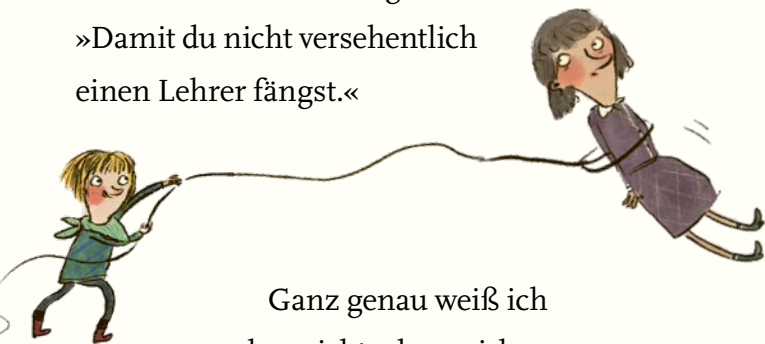 »Damit du nicht versehentlich
einen Lehrer fängst.«
Ganz genau weiß ich